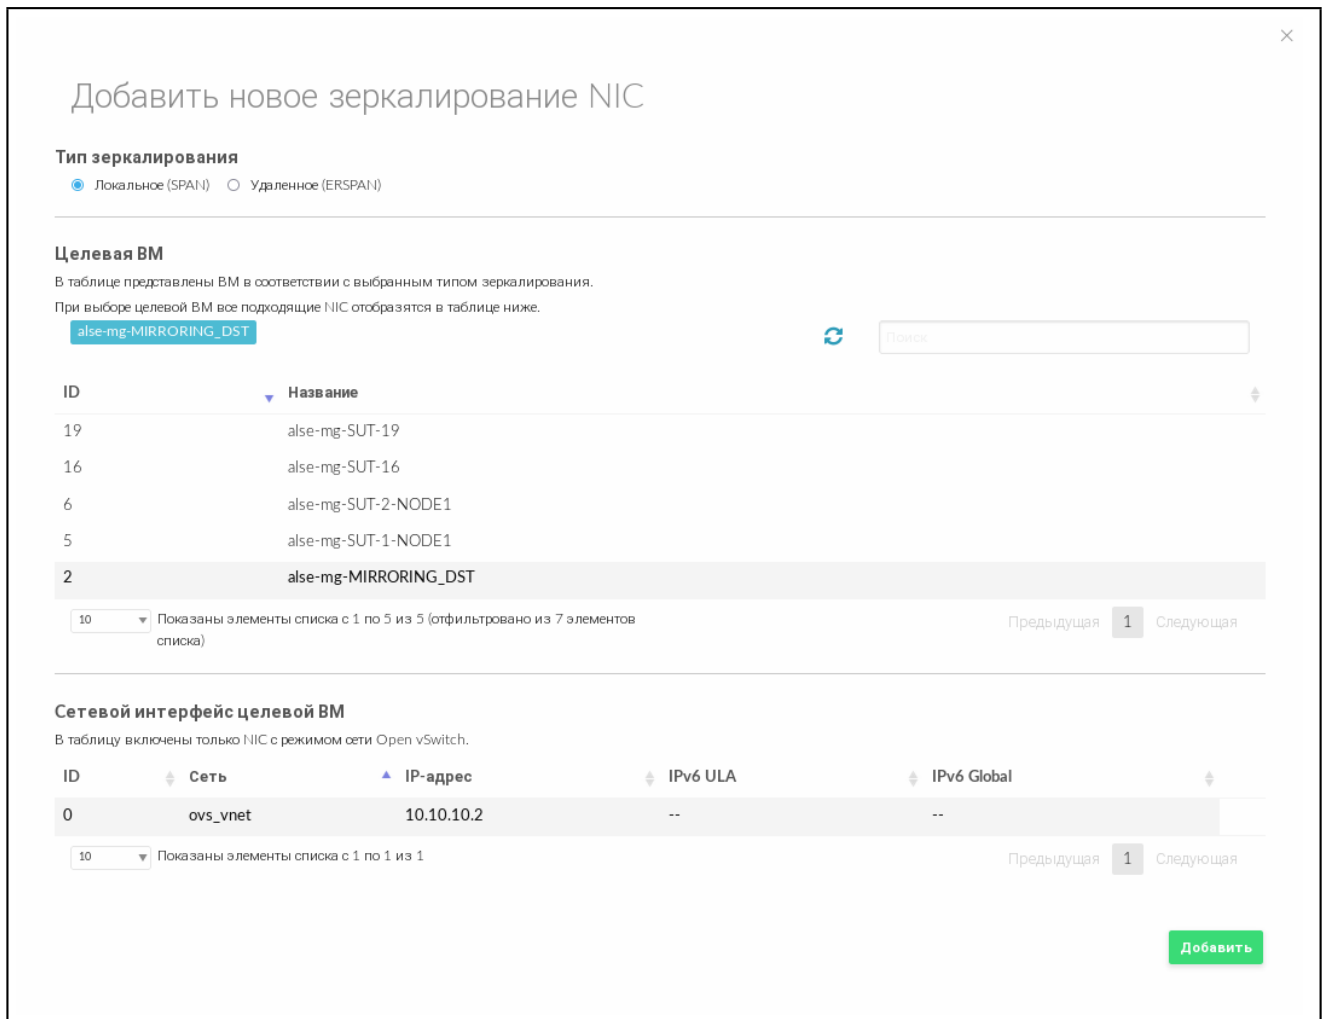 ×
Добавить новое зеркалирование NIC
Тип зеркалирования
Локальное (SPAN) Удаленное (ERSPAN)
Целевая ВМ
В таблице представлены ВМ в соответствии с выбранным типом зеркалирования.
При выборе целевой ВМ все подходящие NIC отобразятся в таблице ниже.
alse-mg-MIRRORING_DST Поиск
ID Название
19 alse-mg-SUT-19
16 alse-mg-SUT-16
6 alse-mg-SUT-2-NODE1
5 alse-mg-SUT-1-NODE1
2 alse-mg-MIRRORING_DST
10 Показаны элементы списка с 1 по 5 из 5 (отфильтровано из 7 элементов
списка)
Предыдущая 1 Следующая
Сетевой интерфейс целевой ВМ
В таблицу включены только NIC с режимом сети Open vSwitch.
ID Сеть IP-адрес IPv6 ULA IPv6 Global
0 ovs_vnet 10.10.10.2 -- --
10 Показаны элементы списка с 1 по 1 из 1 Предыдущая 1 Следующая
Добавить